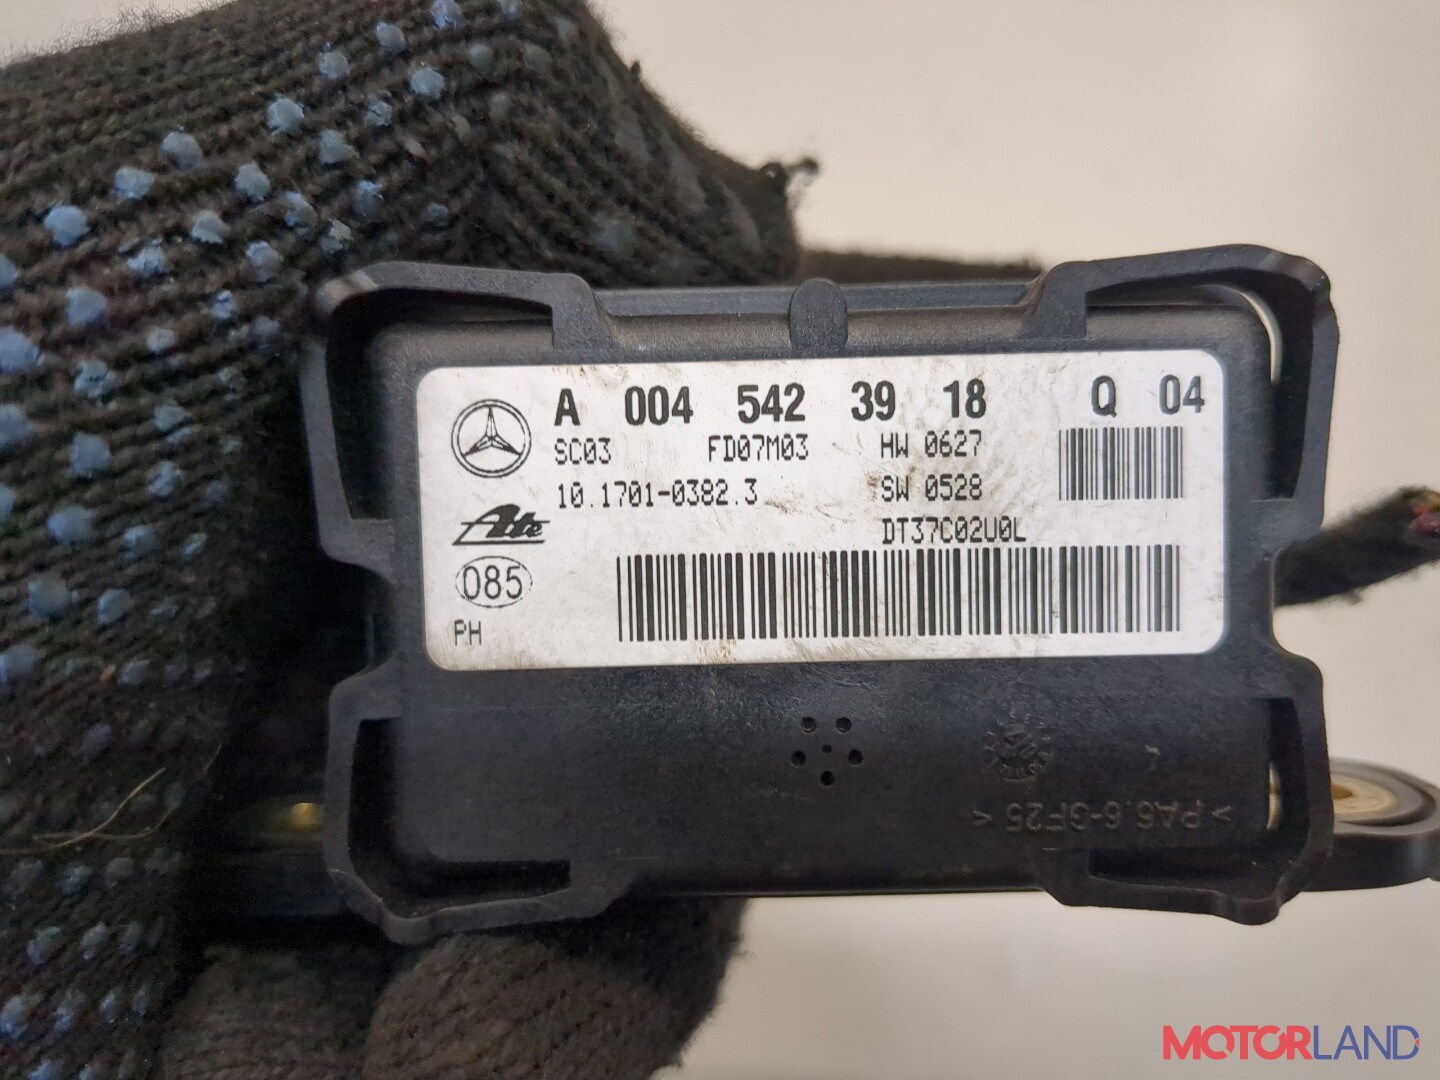 A 004 542 39 18 Q 04
SC03 FD07M03 HW 0627
10.1701-0382.3 SW 0528
Ate DT37C02U0L
085
PH
>PA6.6-GF25<
MOTORLAND